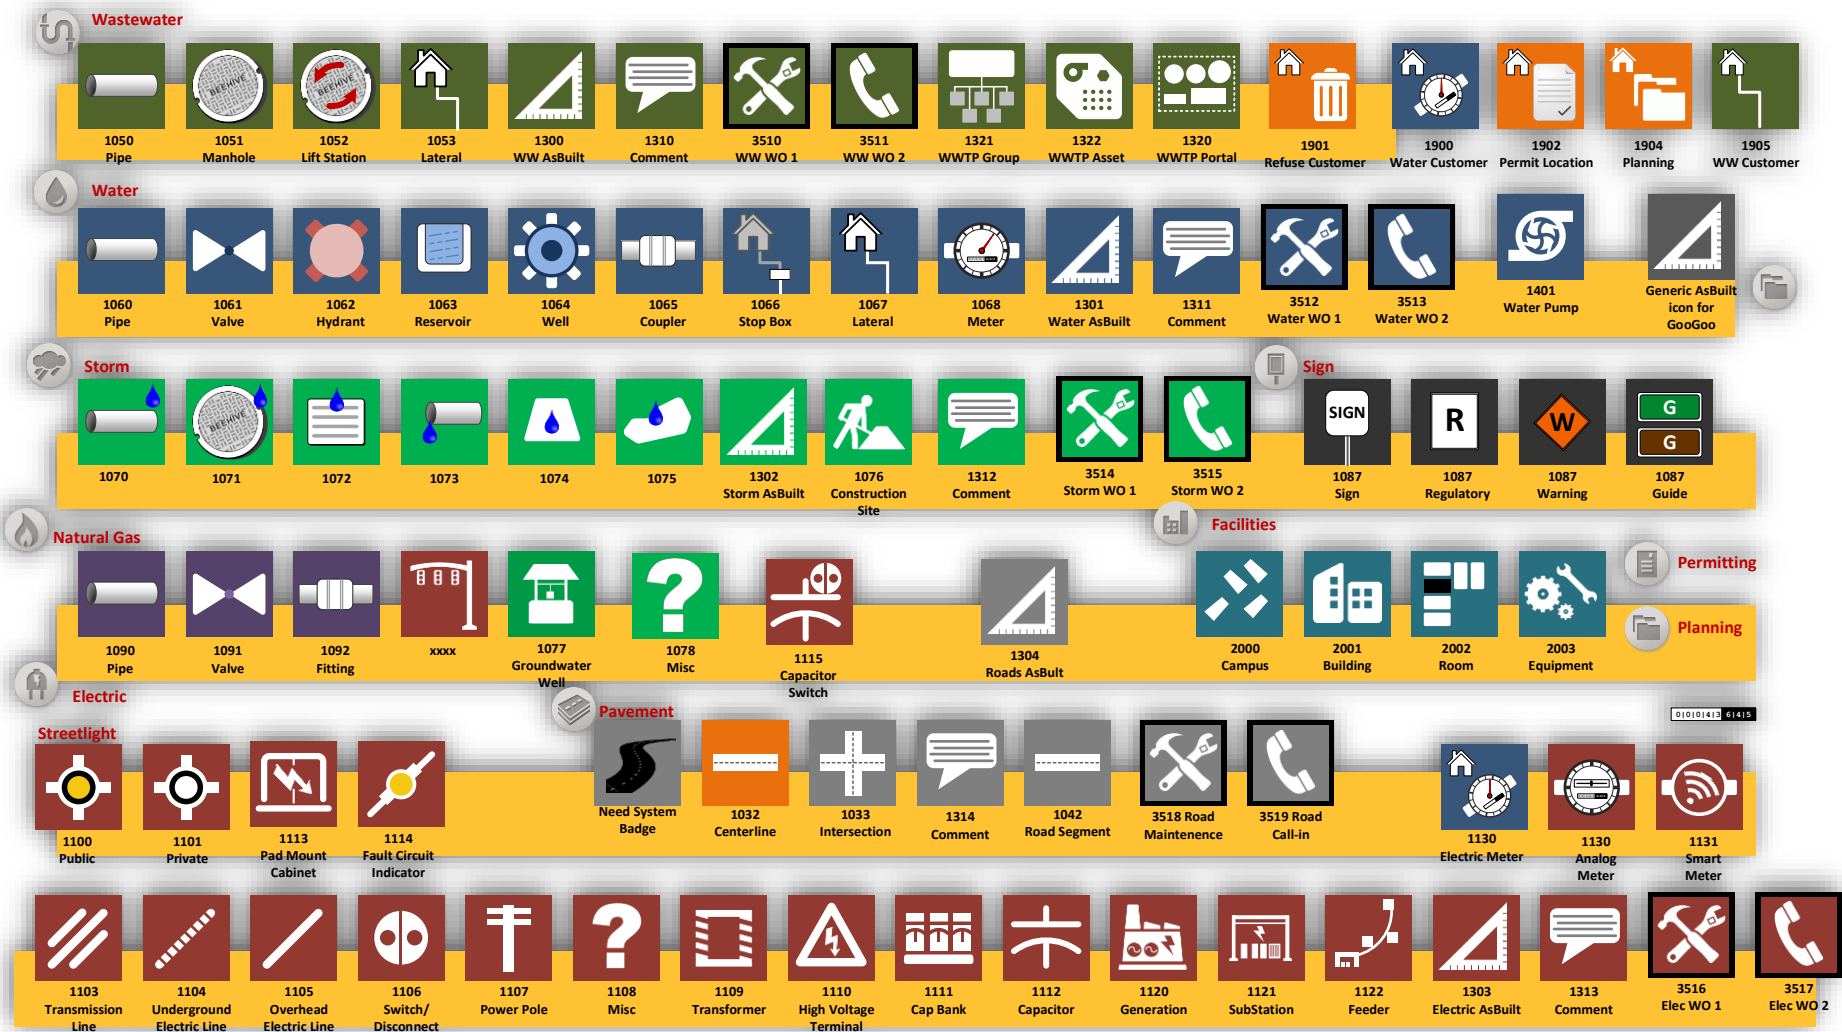 Wastewater
BEEHIVE
BEEHIVE
1050
Pipe
1051
Manhole
1052
Lift Station
1053
Lateral
1300
WW AsBuilt
1310
Comment
3510
WW WO 1
3511
WW WO 2
1321
WWTP Group
1322
WWTP Asset
1320
WWTP Portal
1901
Refuse Customer
1900
Water Customer
1902
Permit Location
1904
Planning
1905
WW Customer
Water
1060
Pipe
1061
Valve
1062
Hydrant
1063
Reservoir
1064
Well
1065
Coupler
1066
Stop Box
1067
Lateral
1068
Meter
1301
Water AsBuilt
1311
Comment
3512
Water WO 1
3513
Water WO 2
1401
Water Pump
Generic AsBuilt
icon for
GooGoo
Storm
BEEHIVE
1070
1071
1072
1073
1074
1075
1302
Storm AsBuilt
1076
Construction
Site
1312
Comment
3514
Storm WO 1
3515
Storm WO 2
Sign
SIGN
R
W
G
G
1087
Sign
1087
Regulatory
1087
Warning
1087
Guide
Natural Gas
1090
Pipe
1091
Valve
1092
Fitting
xxxx
1077
Groundwater
Well
1078
Misc
1115
Capacitor
Switch
1304
Roads AsBult
Facilities
2000
Campus
2001
Building
2002
Room
2003
Equipment
Permitting
Planning
Electric
Streetlight
1100
Public
1101
Private
1113
Pad Mount
Cabinet
1114
Fault Circuit
Indicator
Pavement
Need System
Badge
1032
Centerline
1033
Intersection
1314
Comment
1042
Road Segment
3518 Road
Maintenence
3519 Road
Call-in
0|0|0|4|3 6|4|5
1130
Electric Meter
1130
Analog
Meter
1131
Smart
Meter
1103
Transmission
Line
1104
Underground
Electric Line
1105
Overhead
Electric Line
1106
Switch/
Disconnect
1107
Power Pole
1108
Misc
1109
Transformer
1110
High Voltage
Terminal
1111
Cap Bank
1112
Capacitor
1120
Generation
1121
SubStation
1122
Feeder
1303
Electric AsBuilt
1313
Comment
3516
Elec WO 1
3517
Elec WO 2